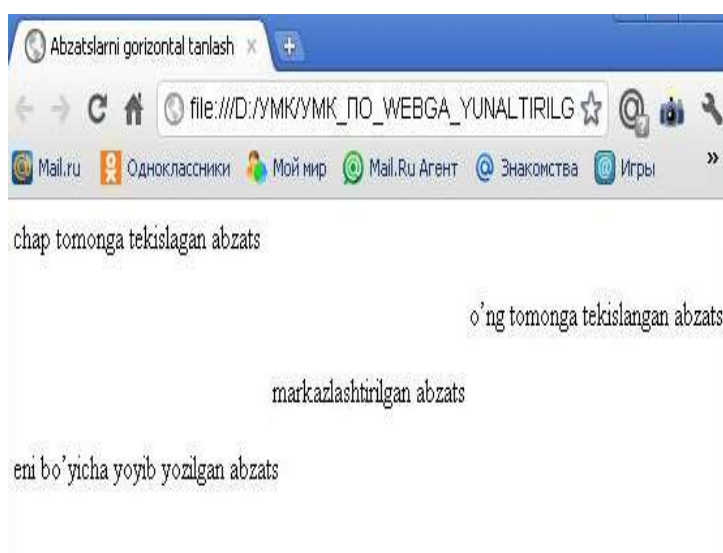 Abzatslarni gorizontal tanlash
file:///D:/УМК/УМК_ПО_WEBGA_YUNALTIRILG
Mail.ru Одноклассники Мой мир Mail.Ru Агент Знакомства Игры »
chap tomonga tekislagan abzats
o’ng tomonga tekislangan abzats
markazlashtirilgan abzats
eni bo’yicha yoyib yozilgan abzats